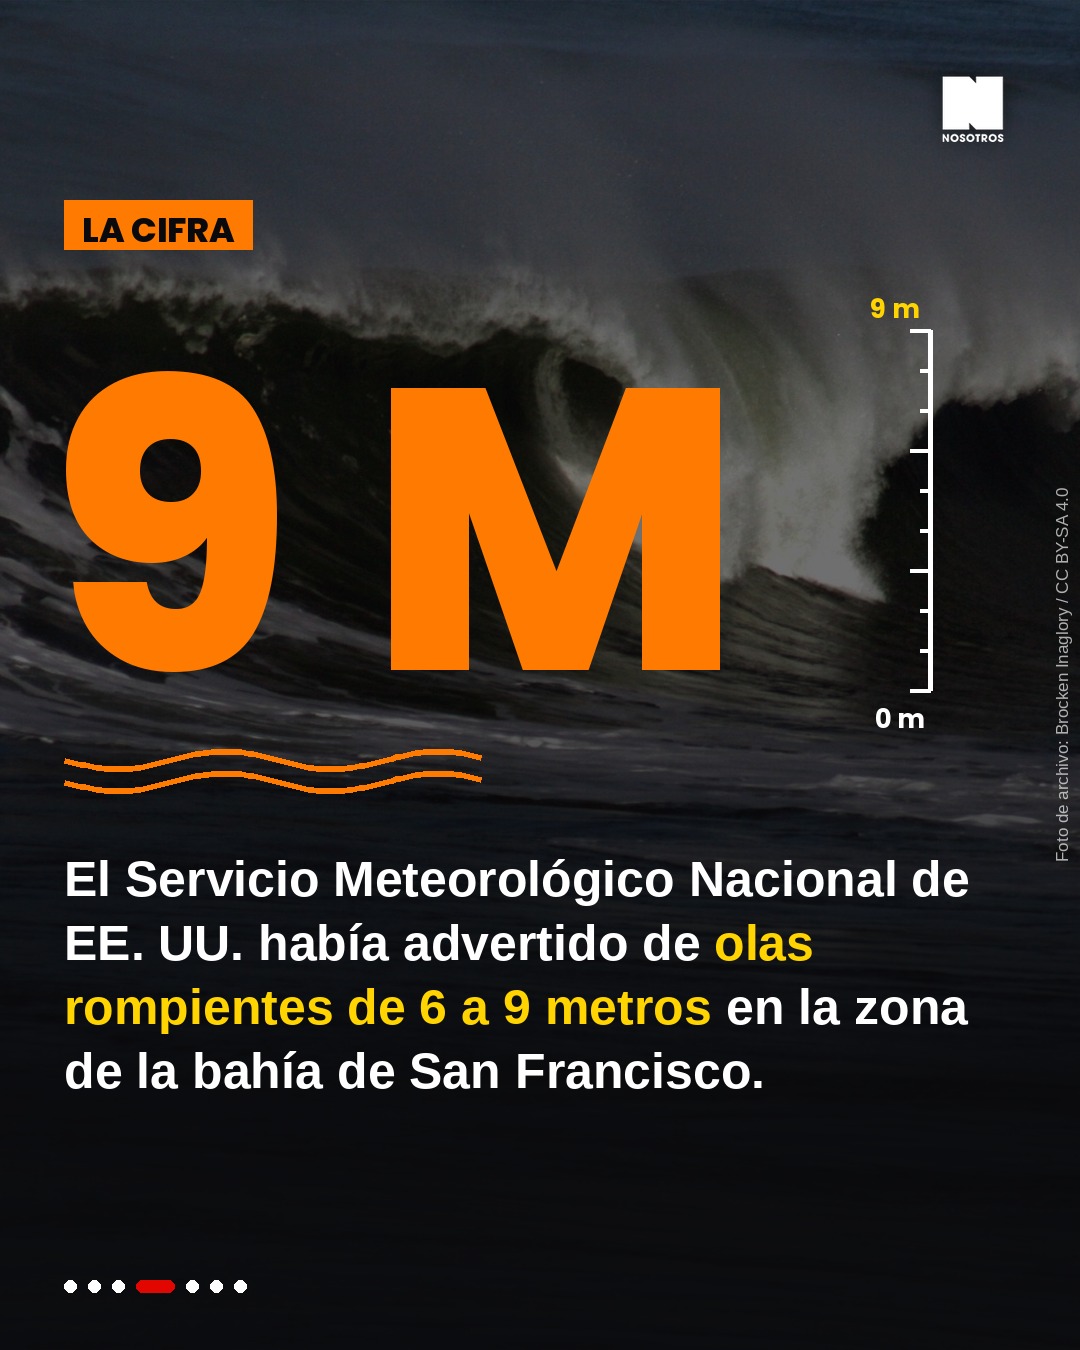 NOSOTROS
LA CIFRA
9 m
9 M
0 m
Foto de archivo: Brocken Inaglory / CC BY-SA 4.0
El Servicio Meteorológico Nacional de
EE. UU. había advertido de olas
rompientes de 6 a 9 metros en la zona
de la bahía de San Francisco.